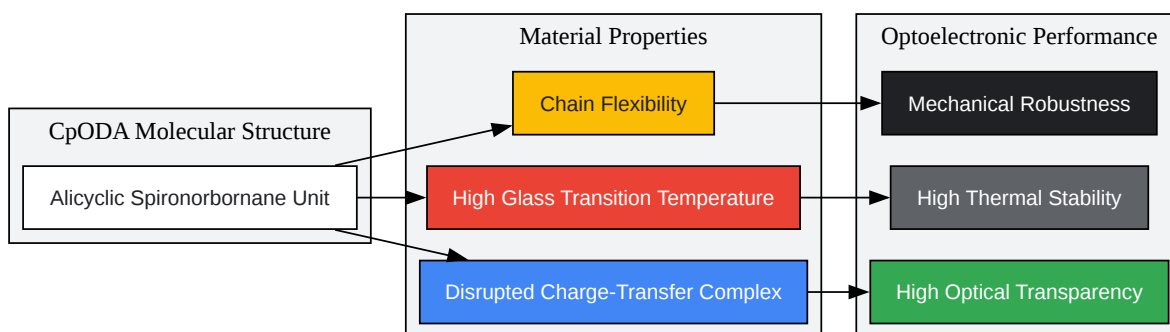 CpODA Molecular Structure
Alicyclic Spironorbornane Unit
Material Properties
Chain Flexibility
High Glass Transition Temperature
Disrupted Charge-Transfer Complex
Optoelectronic Performance
Mechanical Robustness
High Thermal Stability
High Optical Transparency